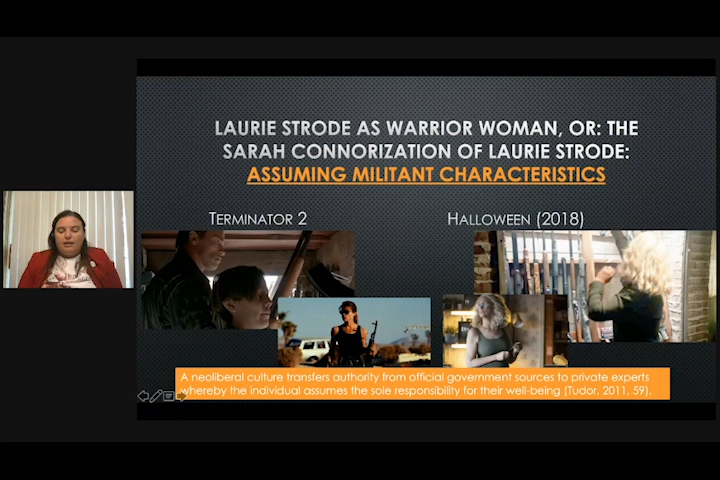 LAURIE STRODE AS WARRIOR WOMAN, OR: THE
SARAH CONNORIZATION OF LAURIE STRODE:
ASSUMING MILITANT CHARACTERISTICS
TERMINATOR 2
HALLOWEEN (2018)
A neoliberal culture transfers authority from official government sources to private experts
whereby the individual assumes the sole responsibility for their well-being (Tudor, 2011, 59).